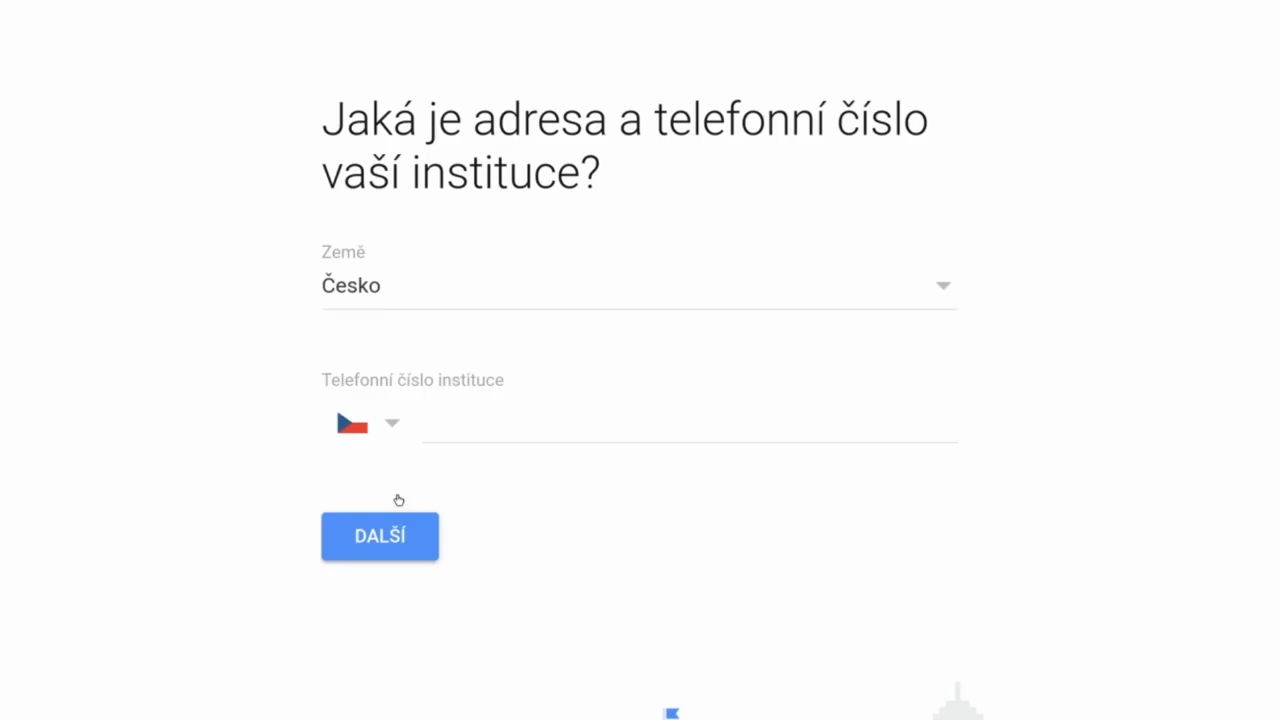 Jaká je adresa a telefonní číslo
vaší instituce?
Země
Česko
Telefonní číslo instituce
DALŠÍ